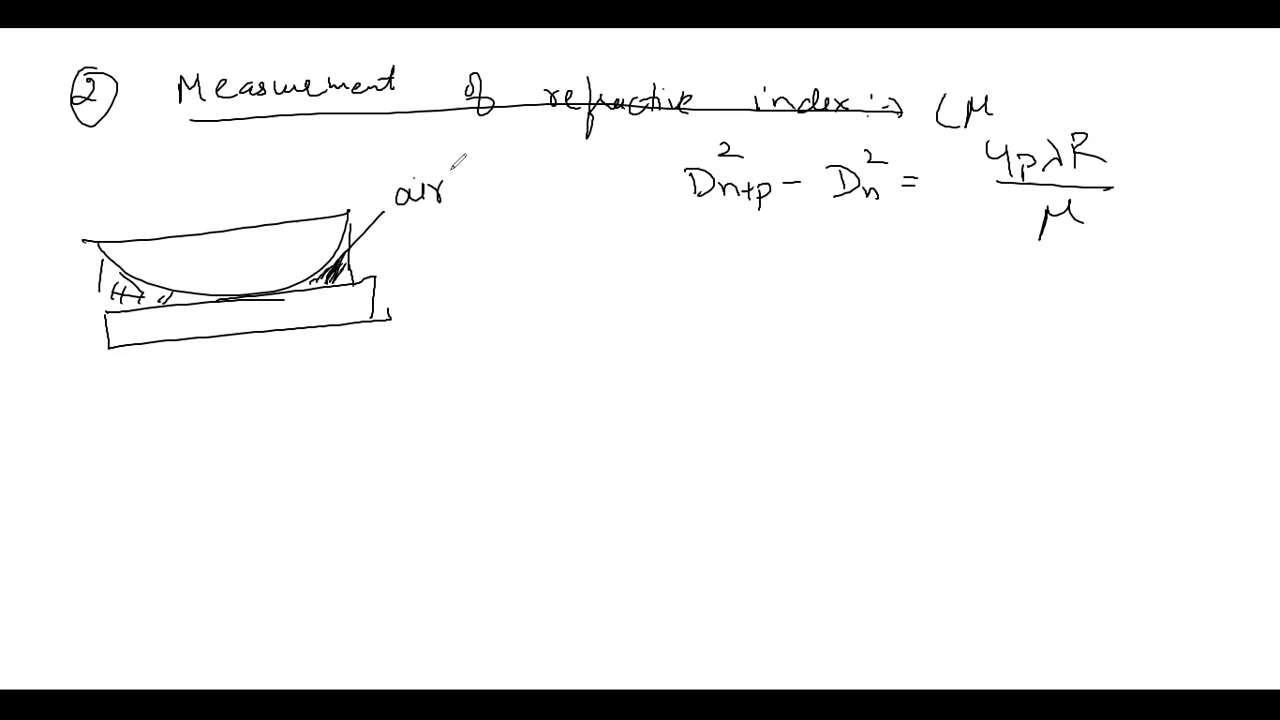 ② Measurement of refractive index :→ (μ
D²ₙ₊ₚ - D²ₙ = 4pλR / μ
air